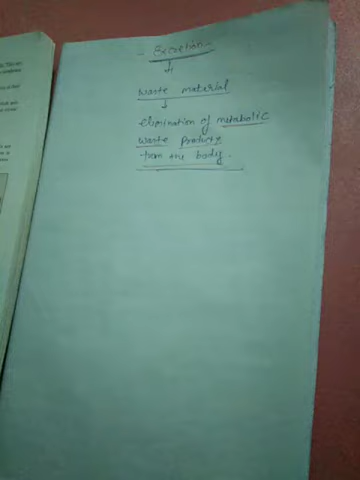 - Excretion -
↓
waste material
↓
elimination of metabolic
waste products
from the body.